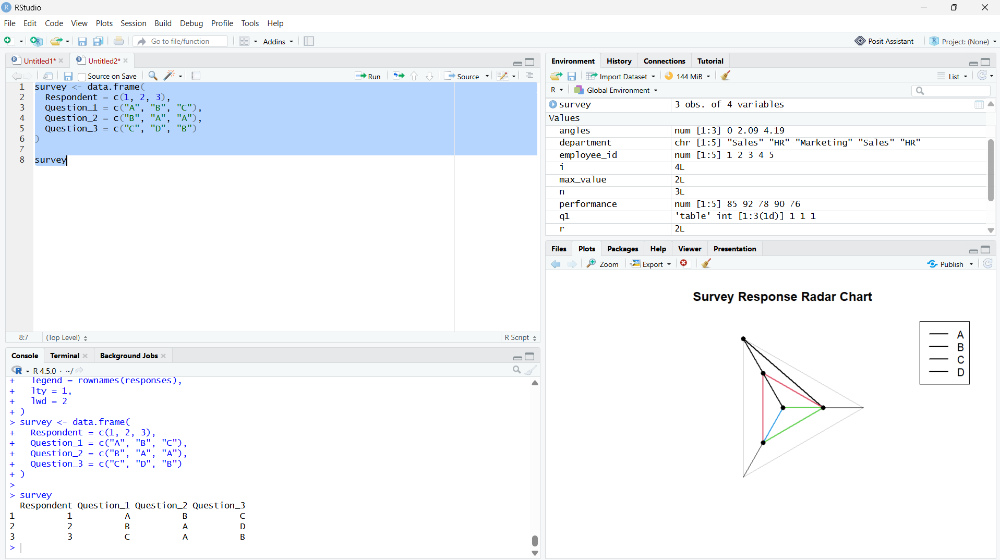 RStudio
File Edit Code View Plots Session Build Debug Profile Tools Help
Go to file/function Addins Posit Assistant Project: (None)
Untitled1* Untitled2*
Source on Save Run Source
1 survey <- data.frame(
2 Respondent = c(1, 2, 3),
3 Question_1 = c("A", "B", "C"),
4 Question_2 = c("B", "A", "A"),
5 Question_3 = c("C", "D", "B")
6 )
7
8 survey
8:7 (Top Level) R Script
Console Terminal Background Jobs
R 4.5.0 · ~/
+ legend = rownames(responses),
+ lty = 1,
+ lwd = 2
+ )
> survey <- data.frame(
+ Respondent = c(1, 2, 3),
+ Question_1 = c("A", "B", "C"),
+ Question_2 = c("B", "A", "A"),
+ Question_3 = c("C", "D", "B")
+ )
>
> survey
Respondent Question_1 Question_2 Question_3
1 1 A B C
2 2 B A D
3 3 C A B
>
Environment History Connections Tutorial
Import Dataset 144 MiB List
R Global Environment
survey 3 obs. of 4 variables
Values
angles num [1:3] 0 2.09 4.19
department chr [1:5] "Sales" "HR" "Marketing" "Sales" "HR"
employee_id num [1:5] 1 2 3 4 5
i 4L
max_value 2L
n 3L
performance num [1:5] 85 92 78 90 76
q1 'table' int [1:3(1d)] 1 1 1
r 2L
Files Plots Packages Help Viewer Presentation
Zoom Export Publish
Survey Response Radar Chart
A
B
C
D